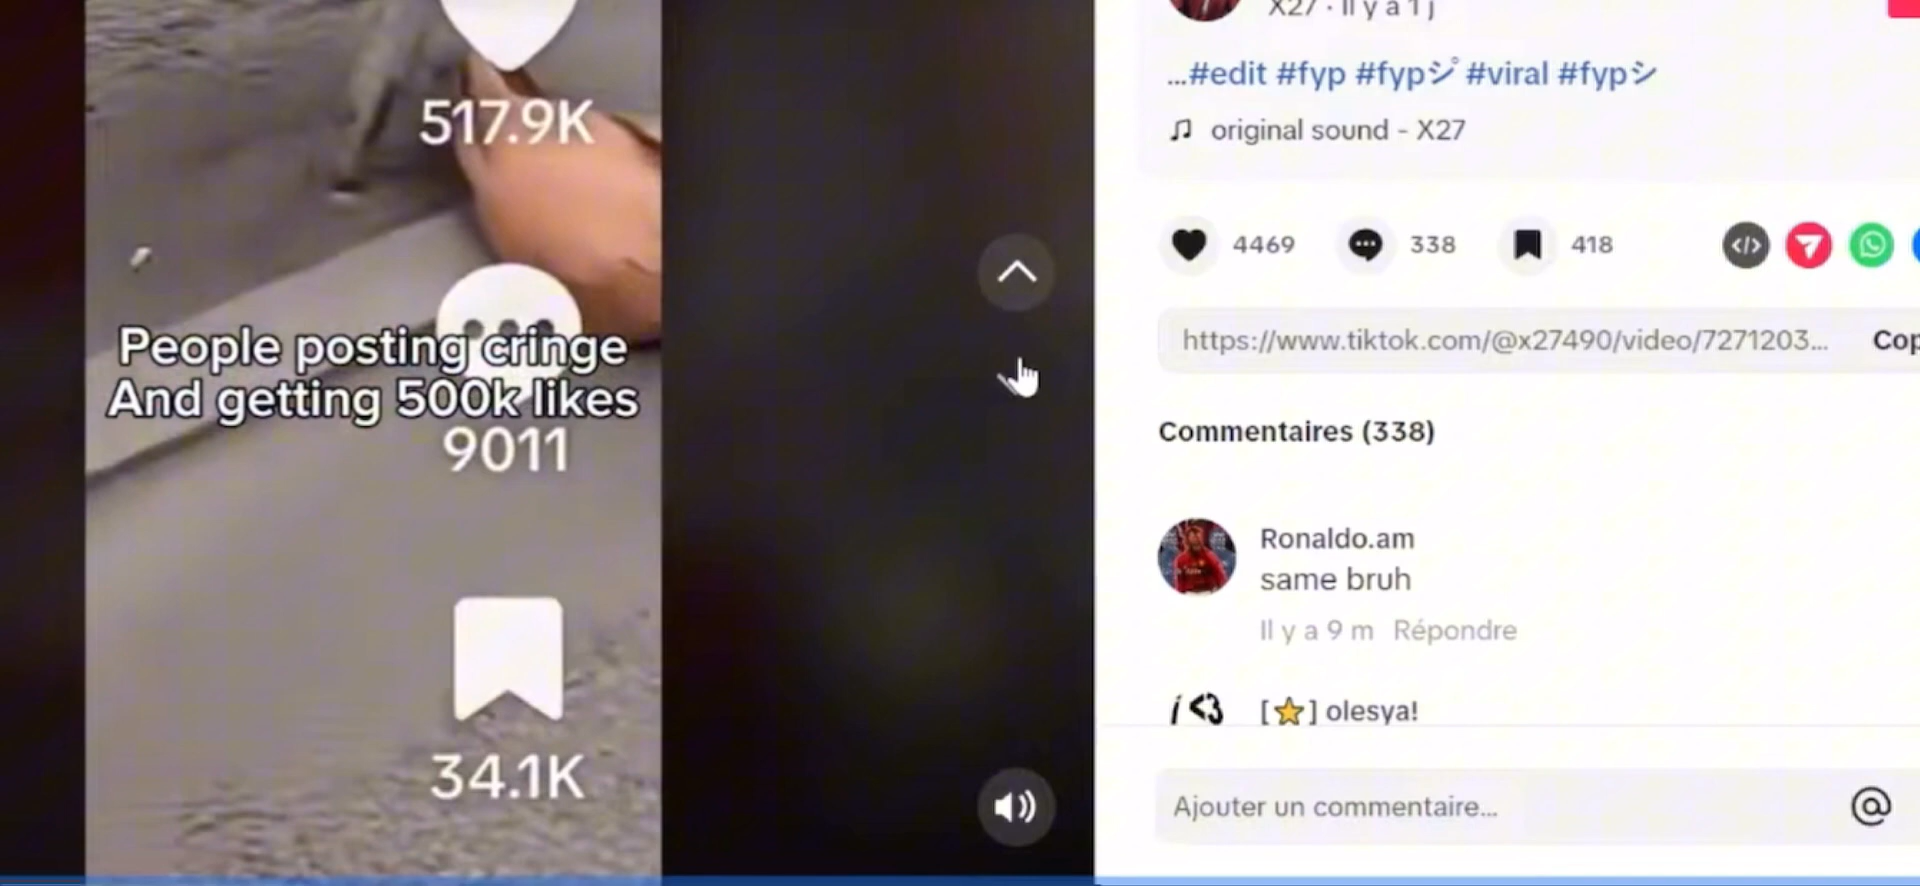 517.9K
People posting cringe
And getting 500k likes
9011
34.1K
X27 · Il y a 1 j
...#edit #fyp #fypシ゚ #viral #fypシ
original sound - X27
4469
338
418
https://www.tiktok.com/@x27490/video/7271203...
Cop
Commentaires (338)
Ronaldo.am
same bruh
Il y a 9 m Répondre
i <3
[⭐] olesya!
Ajouter un commentaire...
@